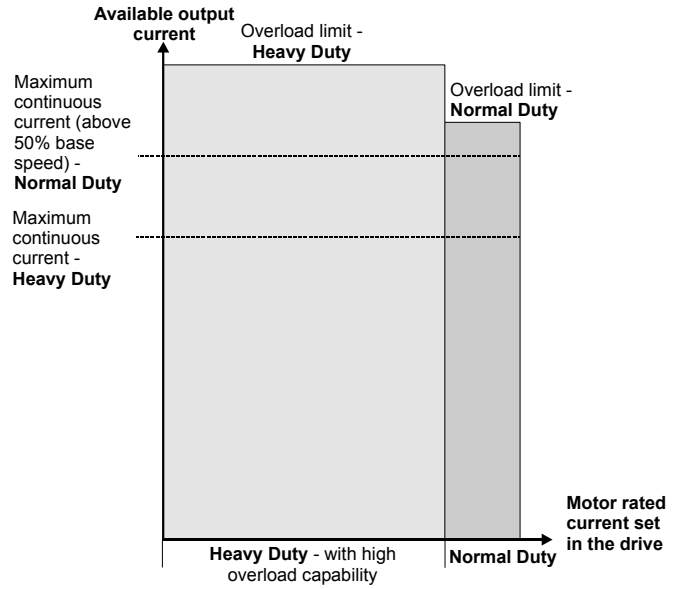 Available output
current
Overload limit -
Heavy Duty
Maximum
continuous
current (above
50% base
speed) -
Normal Duty
Overload limit -
Normal Duty
Maximum
continuous
current -
Heavy Duty
Motor rated
current set
in the drive
Heavy Duty - with high
overload capability
Normal Duty